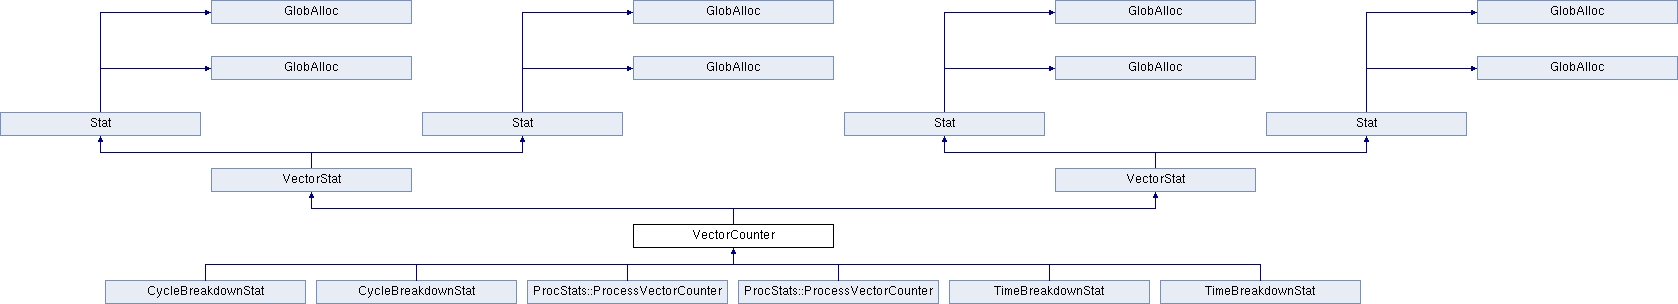 GlobAlloc GlobAlloc GlobAlloc GlobAlloc
GlobAlloc GlobAlloc GlobAlloc GlobAlloc
Stat Stat Stat Stat
VectorStat VectorStat
VectorCounter
CycleBreakdownStat CycleBreakdownStat ProcStats::ProcessVectorCounter ProcStats::ProcessVectorCounter TimeBreakdownStat TimeBreakdownStat